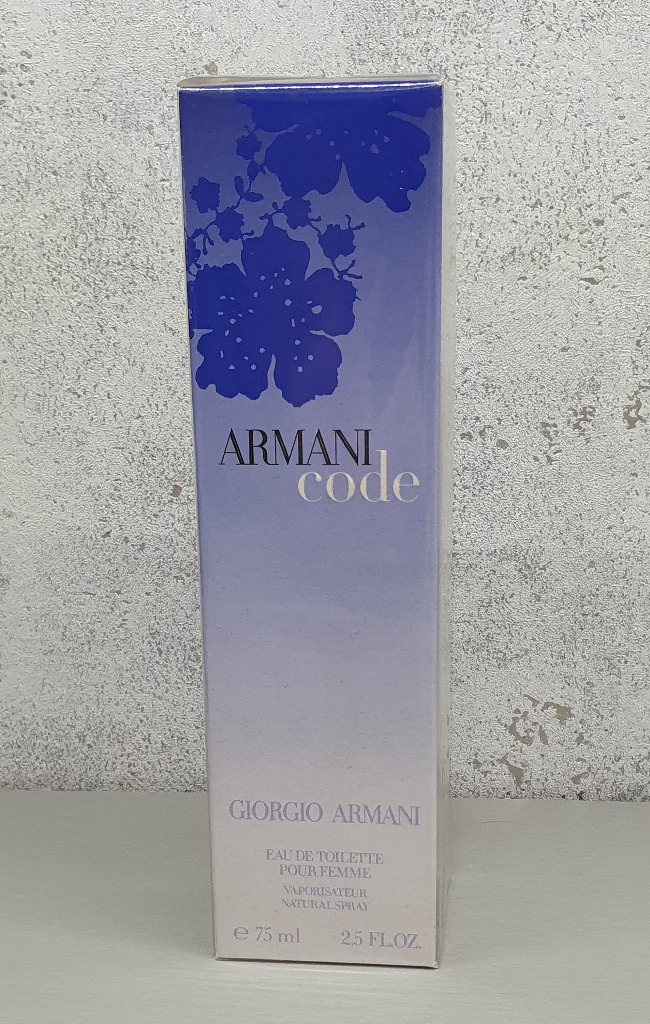 ARMANI
code
GIORGIO ARMANI
EAU DE TOILETTE
POUR FEMME
VAPORISATEUR
NATURAL SPRAY
e 75 ml 2.5 FL.OZ.